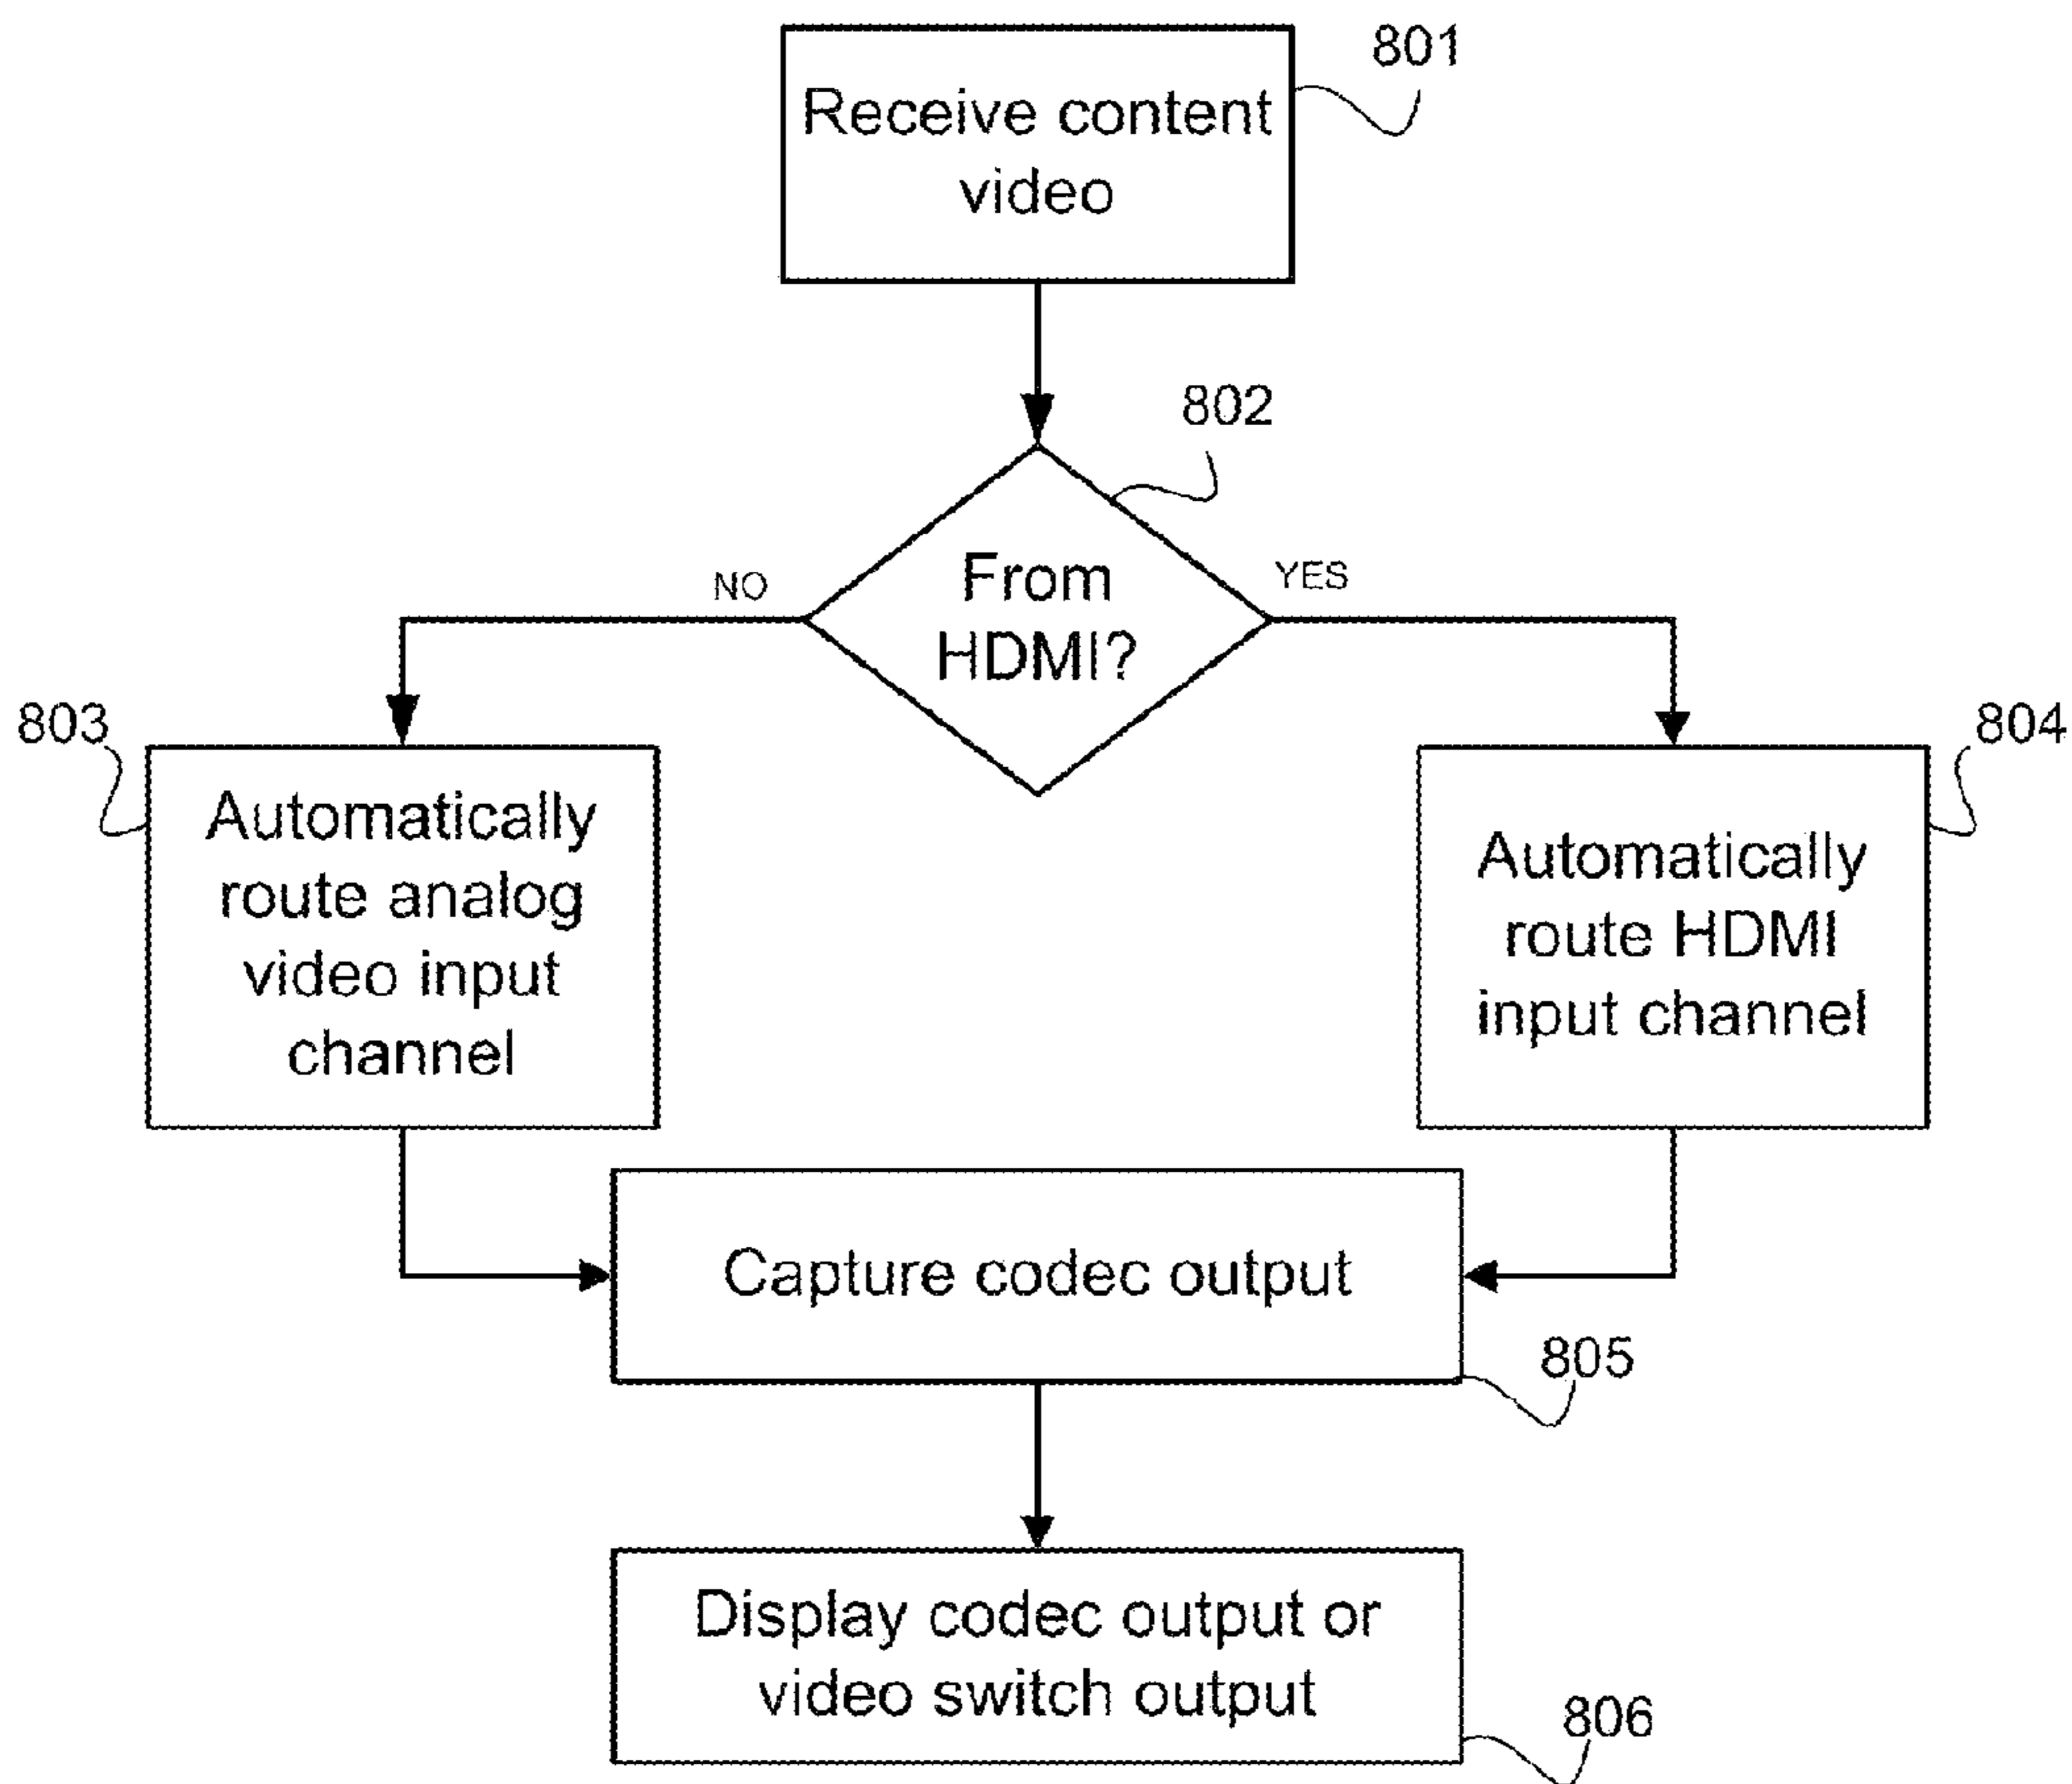 801
Receive content
video
802
From
HDMI?
NO
YES
803
Automatically
route analog
video input
channel
804
Automatically
route HDMI
input channel
Capture codec output
805
Display codec output or
video switch output
806